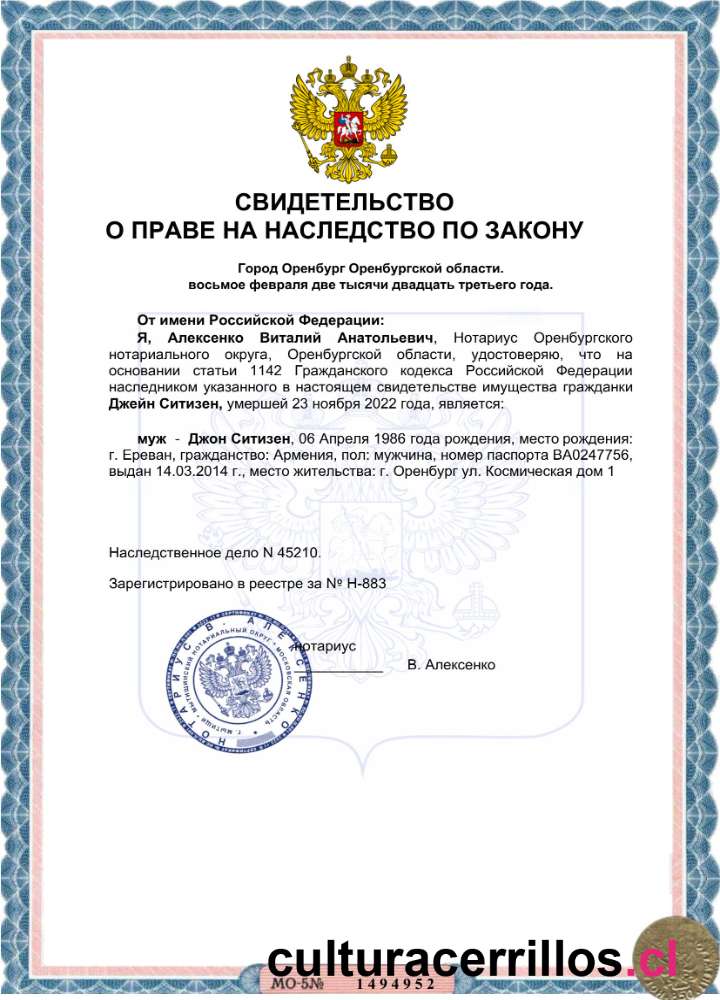 СВИДЕТЕЛЬСТВО
О ПРАВЕ НА НАСЛЕДСТВО ПО ЗАКОНУ
Город Оренбург Оренбургской области.
восьмое февраля две тысячи двадцать третьего года.
От имени Российской Федерации:
Я, Алексенко Виталий Анатольевич, Нотариус Оренбургского
нотариального округа, Оренбургской области, удостоверяю, что на
основании статьи 1142 Гражданского кодекса Российской Федерации
наследником указанного в настоящем свидетельстве имущества гражданки
Джейн Ситизен, умершей 23 ноября 2022 года, является:
муж - Джон Ситизен, 06 Апреля 1986 года рождения, место рождения:
г. Ереван, гражданство: Армения, пол: мужчина, номер паспорта BA0247756,
выдан 14.03.2014 г., место жительства: г. Оренбург ул. Космическая дом 1
Наследственное дело N 45210.
Зарегистрировано в реестре за № Н-883
нотариус
В. Алексенко
НОТАРИУС В. АЛЕКСЕНКО
Г. МЫТИЩИ • МЫТИЩИНСКИЙ НОТАРИАЛЬНЫЙ ОКРУГ • МОСКОВСКАЯ ОБЛАСТЬ
culturacerrillos.cl
МО-5№ 1494952